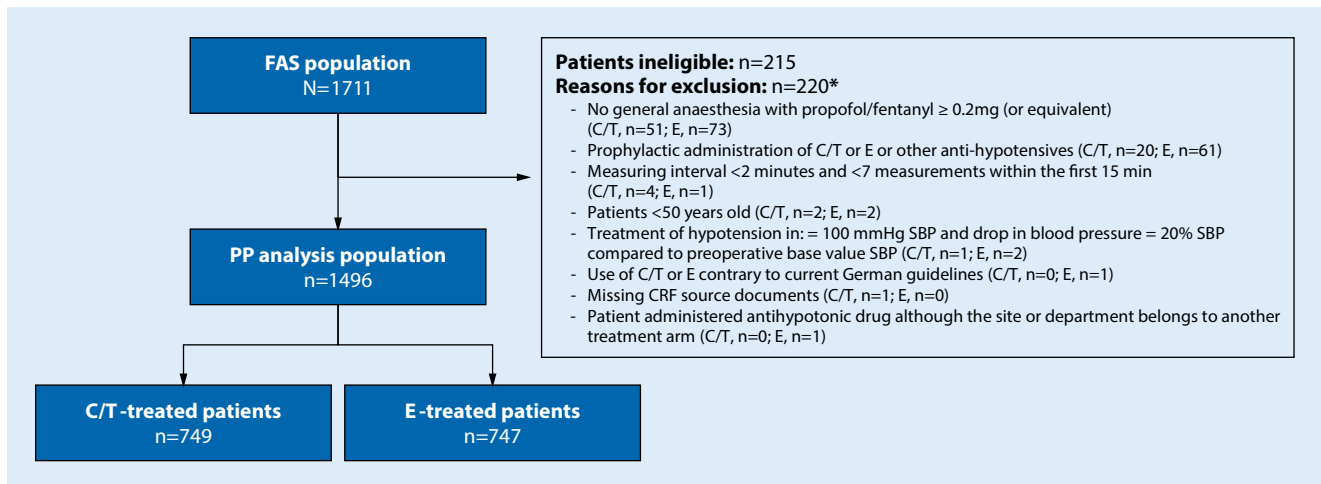 FAS population
N=1711
Patients ineligible: n=215
Reasons for exclusion: n=220*
- No general anaesthesia with propofol/fentanyl ≥ 0.2mg (or equivalent)
(C/T, n=51; E, n=73)
- Prophylactic administration of C/T or E or other anti-hypotensives (C/T, n=20; E, n=61)
- Measuring interval <2 minutes and <7 measurements within the first 15 min
(C/T, n=4; E, n=1)
- Patients <50 years old (C/T, n=2; E, n=2)
- Treatment of hypotension in: = 100 mmHg SBP and drop in blood pressure = 20% SBP
compared to preoperative base value SBP (C/T, n=1; E, n=2)
- Use of C/T or E contrary to current German guidelines (C/T, n=0; E, n=1)
- Missing CRF source documents (C/T, n=1; E, n=0)
- Patient administered antihypotonic drug although the site or department belongs to another
treatment arm (C/T, n=0; E, n=1)
PP analysis population
n=1496
C/T-treated patients
n=749
E-treated patients
n=747